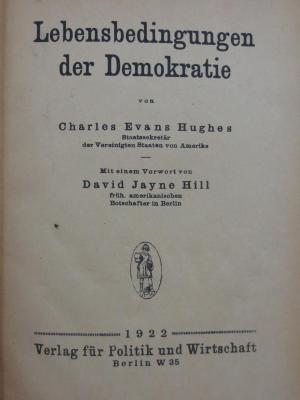 Lebensbedingungen
der Demokratie
von
Charles Evans Hughes
Staatssekretär
der Vereinigten Staaten von Amerika
Mit einem Vorwort von
David Jayne Hill
früh. amerikanischen
Botschafter in Berlin
1922
Verlag für Politik und Wirtschaft
Berlin W 35